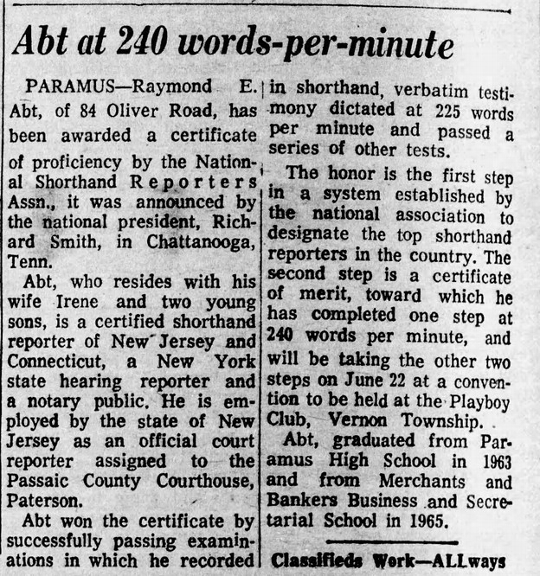 Abt at 240 words-per-minute
PARAMUS—Raymond E.
Abt, of 84 Oliver Road, has
been awarded a certificate
of proficiency by the Nation-
al Shorthand Reporters
Assn., it was announced by
the national president, Rich-
ard Smith, in Chattanooga,
Tenn.
Abt, who resides with his
wife Irene and two young
sons, is a certified shorthand
reporter of New Jersey and
Connecticut, a New York
state hearing reporter and
a notary public. He is em-
ployed by the state of New
Jersey as an official court
reporter assigned to the
Passaic County Courthouse,
Paterson.
Abt won the certificate by
successfully passing examin-
ations in which he recorded
in shorthand, verbatim testi-
mony dictated at 225 words
per minute and passed a
series of other tests.
The honor is the first step
in a system established by
the national association to
designate the top shorthand
reporters in the country. The
second step is a certificate
of merit, toward which he
has completed one step at
240 words per minute, and
will be taking the other two
steps on June 22 at a conven-
tion to be held at the Playboy
Club, Vernon Township.
Abt, graduated from Par-
amus High School in 1963
and from Merchants and
Bankers Business and Secre-
tarial School in 1965.
Classifieds Work—ALLways